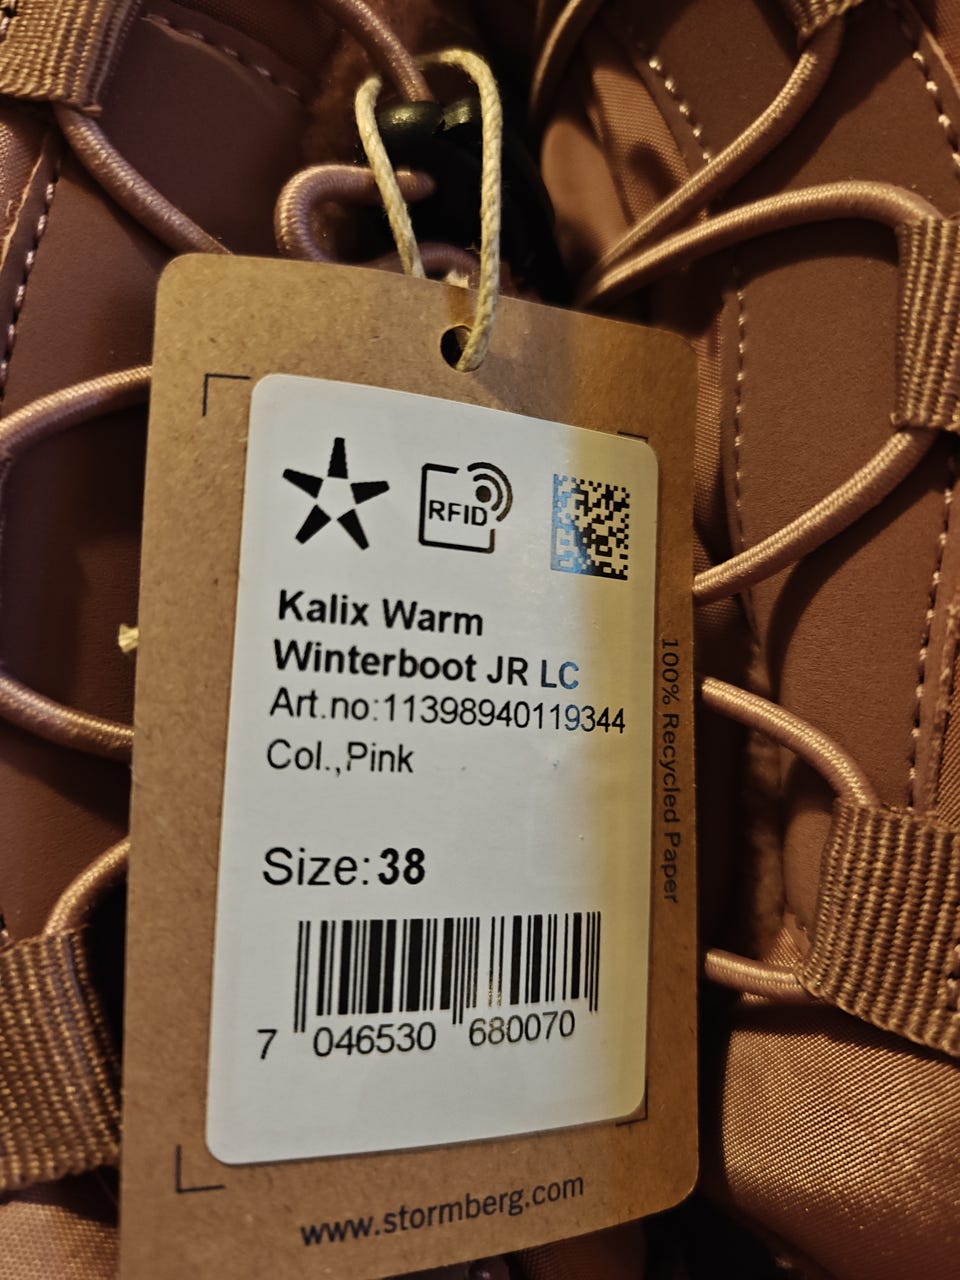 RFID
Kalix Warm
Winterboot JR LC
Art.no:11398940119344
Col.,Pink
Size: 38
7 046530 680070
100% Recycled Paper
www.stormberg.com